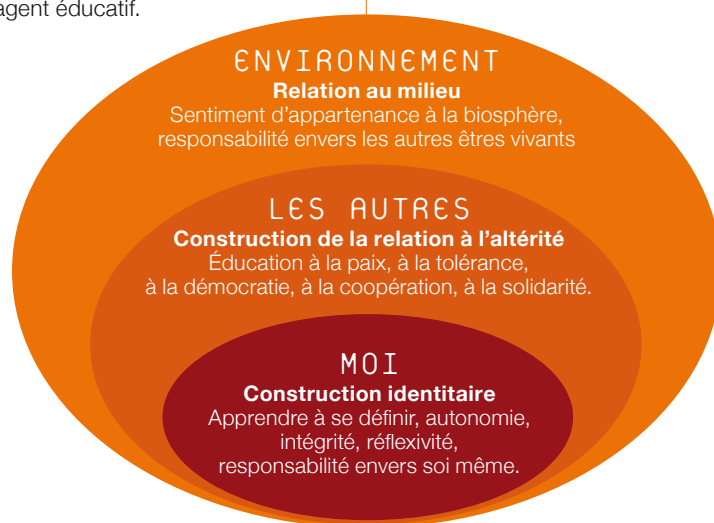 agent éducatif.
ENVIRONNEMENT
Relation au milieu
Sentiment d’appartenance à la biosphère,
responsabilité envers les autres êtres vivants
LES AUTRES
Construction de la relation à l’altérité
Éducation à la paix, à la tolérance,
à la démocratie, à la coopération, à la solidarité.
MOI
Construction identitaire
Apprendre à se définir, autonomie,
intégrité, réflexivité,
responsabilité envers soi même.